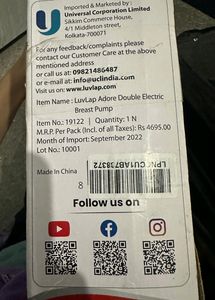 Imported & Marketed by :
Universal Corporation Limited
Sikkim Commerce House,
4/1 Middleton street,
Kolkata-700071
For any feedback/complaints please
contact our Customer Care at the above
mentioned address
or call us at: 09821486487
or e-mail at: info@uclindia.com
Visit us on: www.luvlap.com
Item Name : LuvLap Adore Double Electric
Breast Pump
Item No.: 19122 | Quantity: 1 N
M.R.P. Per Pack (Incl. of all Taxes): Rs 4695.00
Month of Import: September 2022
Lot No.: 10001
Made In China
8
Follow us on